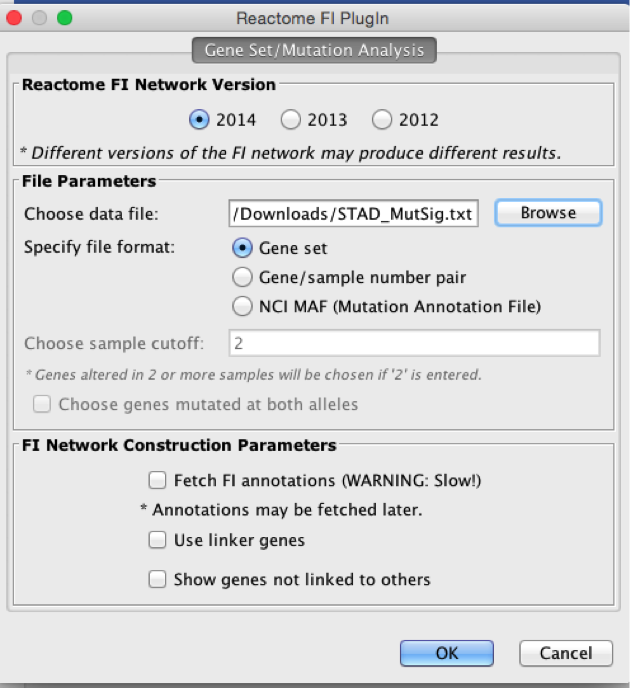 Reactome FI PlugIn
Gene Set/Mutation Analysis
Reactome FI Network Version
2014 2013 2012
* Different versions of the FI network may produce different results.
File Parameters
Choose data file: /Downloads/STAD_MutSig.txt Browse
Specify file format: Gene set
Gene/sample number pair
NCI MAF (Mutation Annotation File)
Choose sample cutoff: 2
* Genes altered in 2 or more samples will be chosen if '2' is entered.
Choose genes mutated at both alleles
FI Network Construction Parameters
Fetch FI annotations (WARNING: Slow!)
* Annotations may be fetched later.
Use linker genes
Show genes not linked to others
OK Cancel